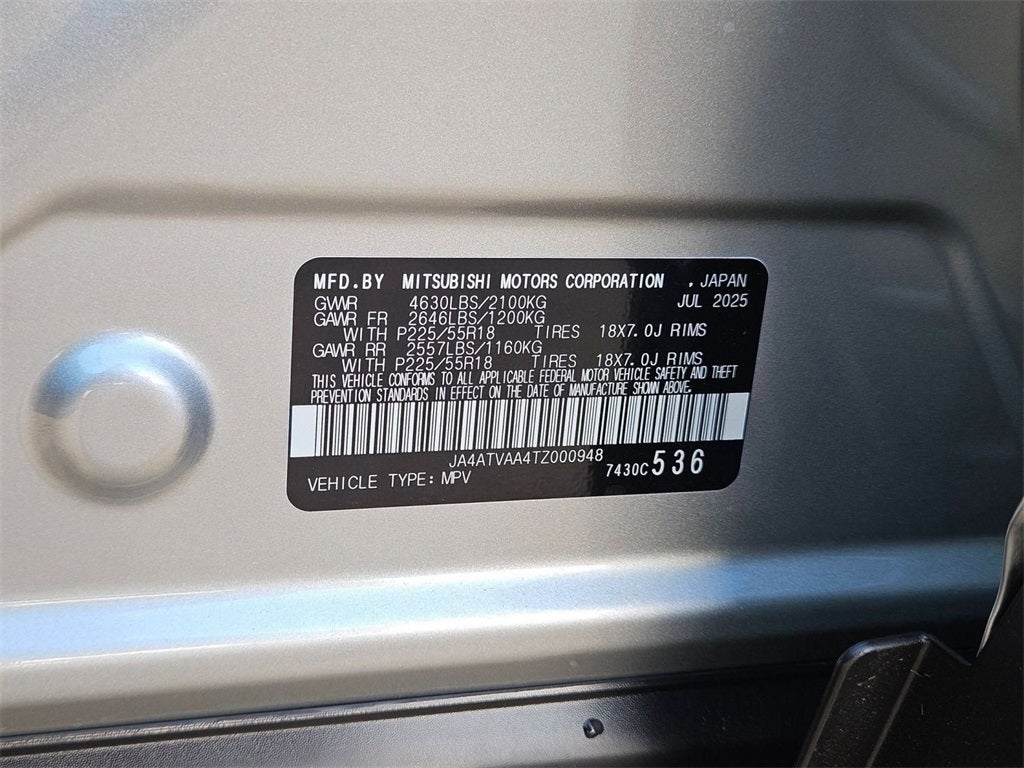 MFD.BY MITSUBISHI MOTORS CORPORATION . JAPAN
GVWR 4630LBS/2100KG JUL 2025
GAWR FR 2646LBS/1200KG
WITH P225/55R18 TIRES 18X7.0J RIMS
GAWR RR 2557LBS/1160KG
WITH P225/55R18 TIRES 18X7.0J RIMS
THIS VEHICLE CONFORMS TO ALL APPLICABLE FEDERAL MOTOR VEHICLE SAFETY AND THEFT
PREVENTION STANDARDS IN EFFECT ON THE DATE OF MANUFACTURE SHOWN ABOVE.
JA4ATVAA4TZ000948
VEHICLE TYPE: MPV 7430C 536